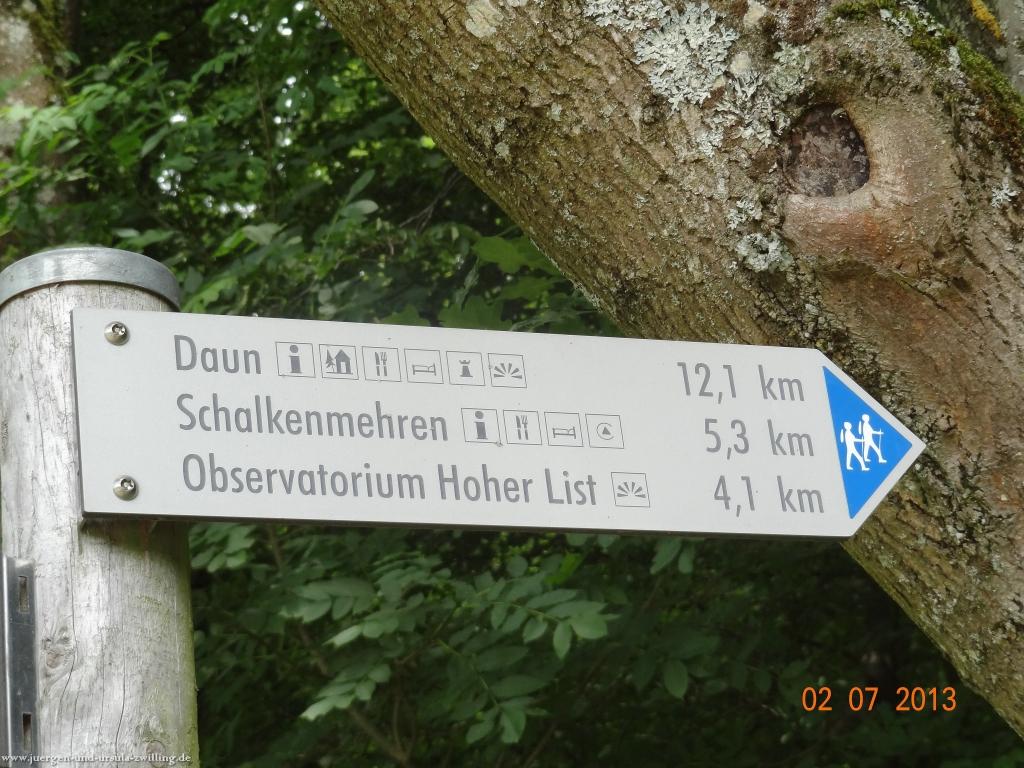 Daun 12,1 km
Schalkenmehren 5,3 km
Observatorium Hoher List 4,1 km
02 07 2013
www.juergen-und-ursula-zwilling.de